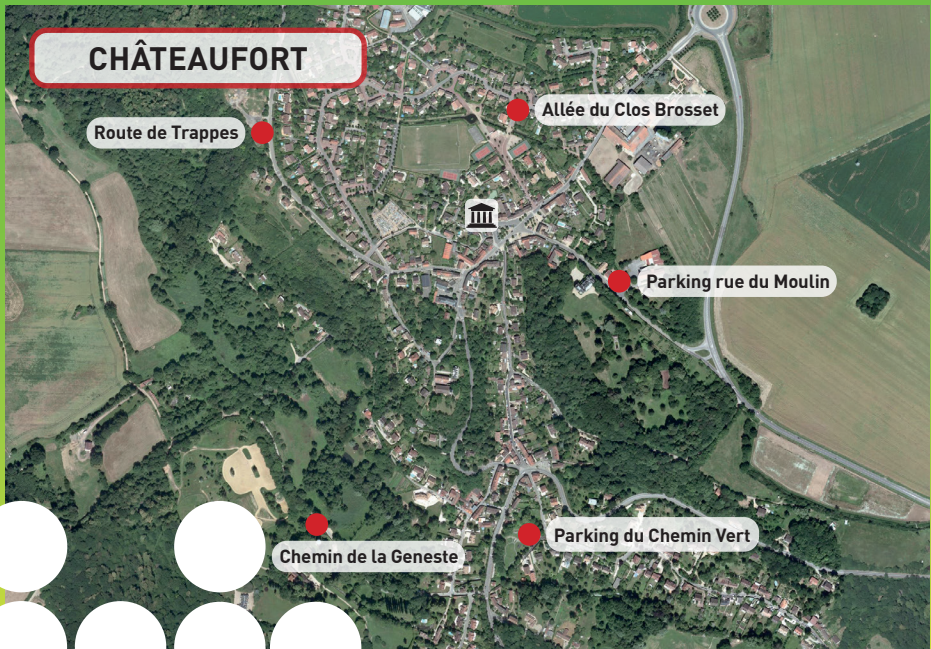 CHÂTEAUFORT
Allée du Clos Brosset
Route de Trappes
Parking rue du Moulin
Parking du Chemin Vert
Chemin de la Geneste